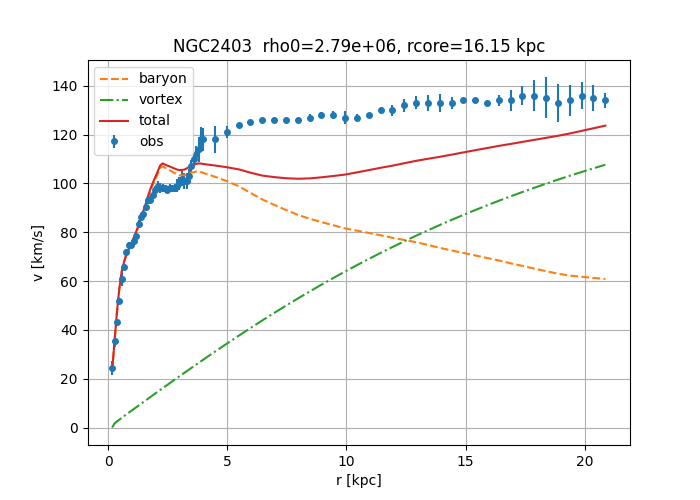 NGC2403  rho0=2.79e+06, rcore=16.15 kpc
baryon
vortex
total
obs
v [km/s]
140
120
100
80
60
40
20
0
0 5 10 15 20
r [kpc]